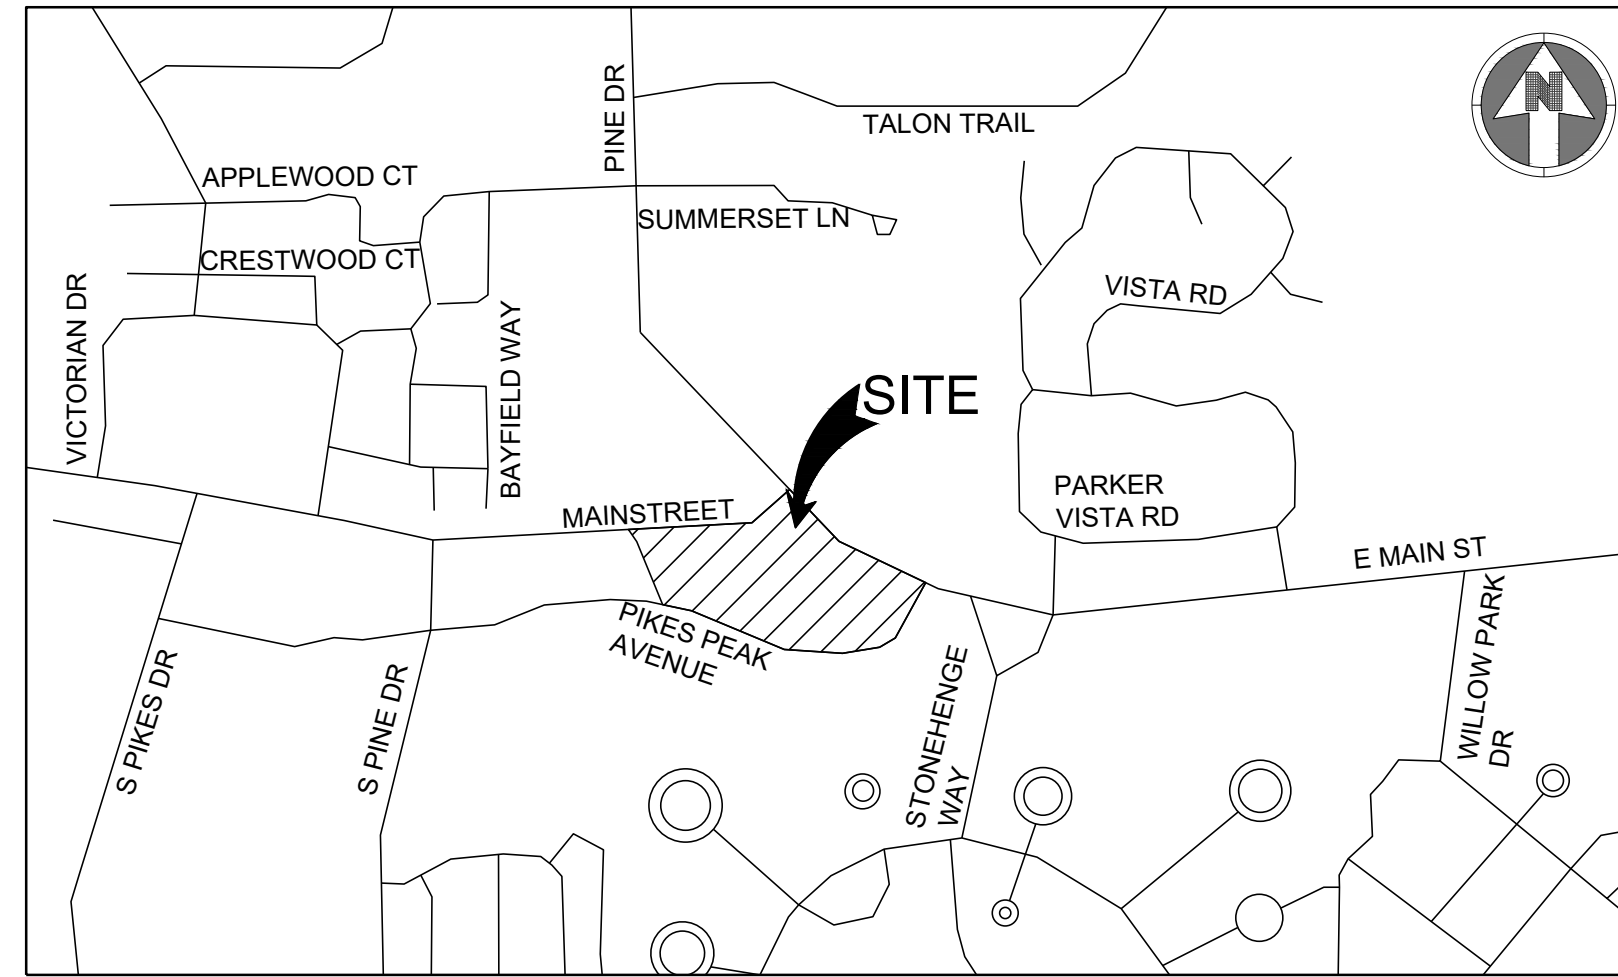 N
PINE DR
TALON TRAIL
APPLEWOOD CT
SUMMERSET LN
CRESTWOOD CT
VICTORIAN DR
BAYFIELD WAY
VISTA RD
SITE
MAINSTREET
PARKER
VISTA RD
E MAIN ST
PIKES PEAK
AVENUE
S PIKES DR
S PINE DR
STONEHENGE
WAY
WILLOW PARK
DR